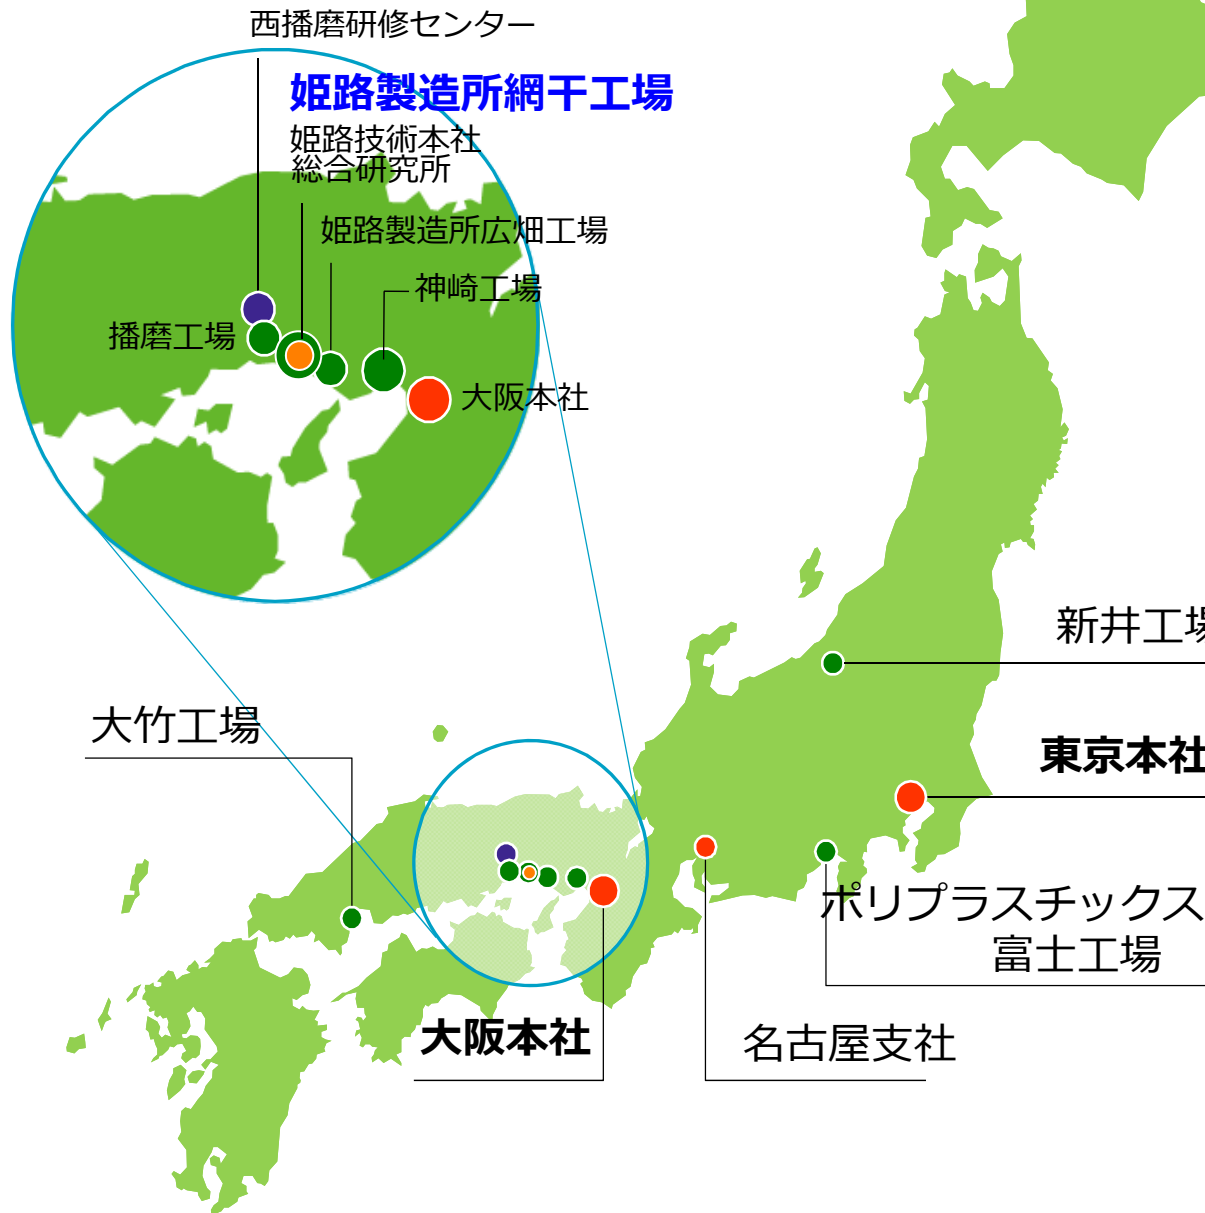 西播磨研修センター
姫路製造所網干工場
姫路技術本社
総合研究所
姫路製造所広畑工場
神崎工場
播磨工場
大阪本社
新井工場
大竹工場
東京本社
ポリプラスチックス
富士工場
大阪本社
名古屋支社